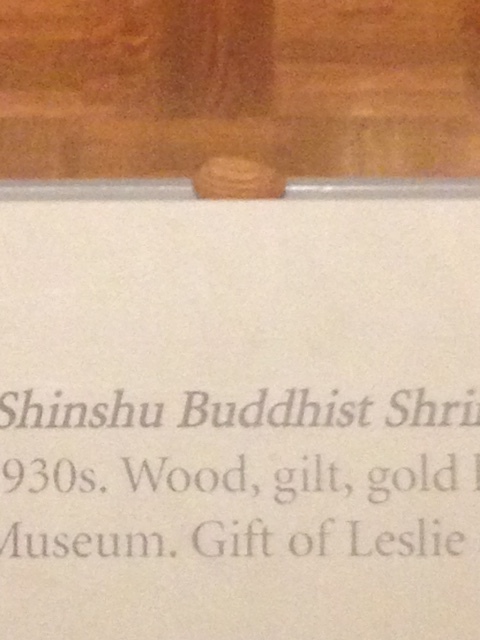 Shinshu Buddhist Shri
930s. Wood, gilt, gold
Museum. Gift of Leslie